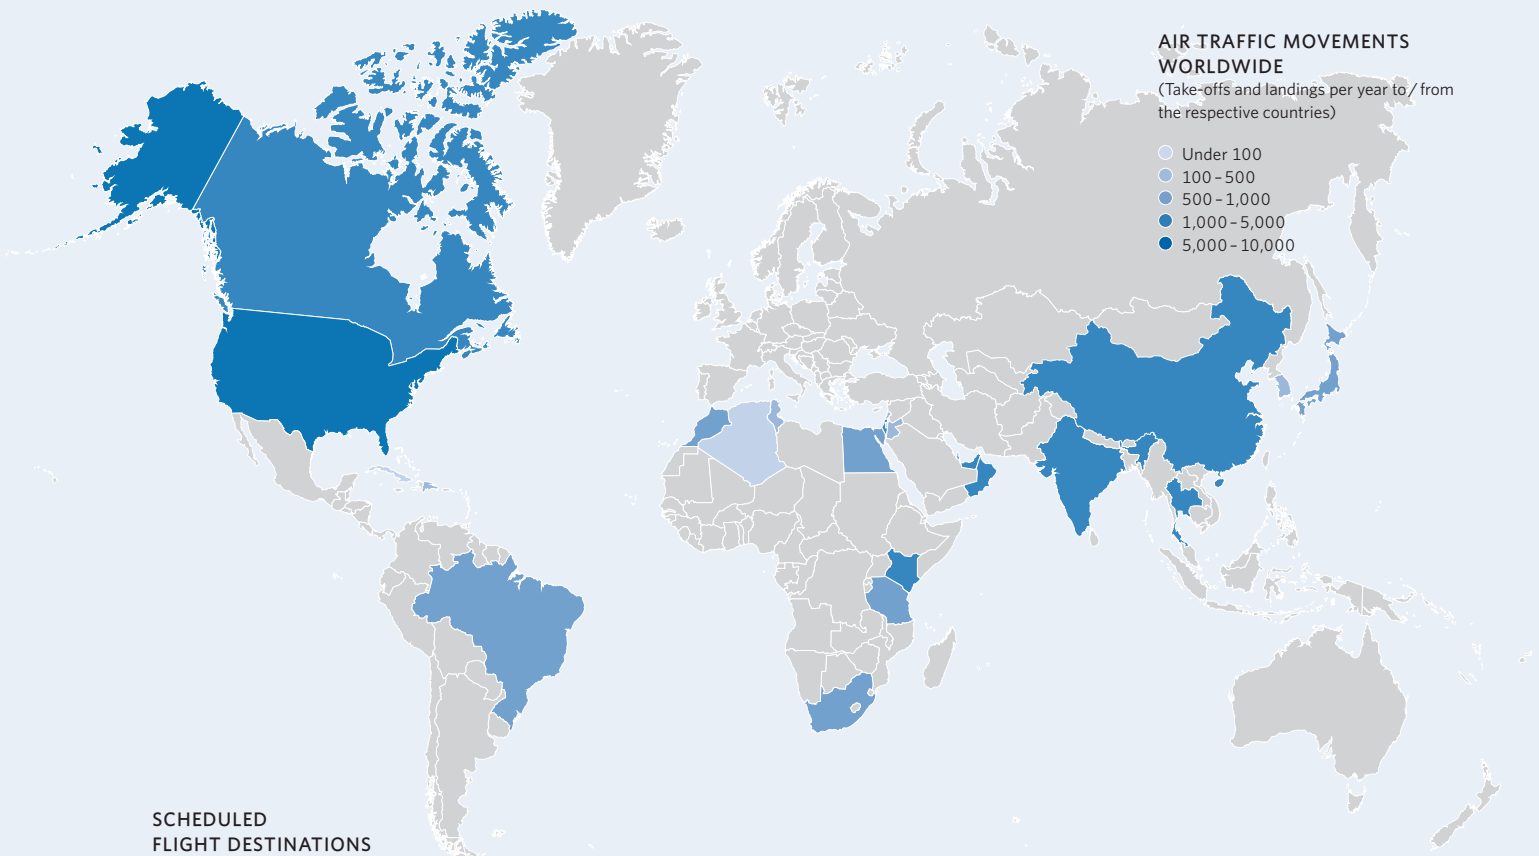 AIR TRAFFIC MOVEMENTS
WORLDWIDE
(Take-offs and landings per year to / from
the respective countries)
Under 100
100 – 500
500 – 1,000
1,000 – 5,000
5,000 – 10,000
SCHEDULED
FLIGHT DESTINATIONS